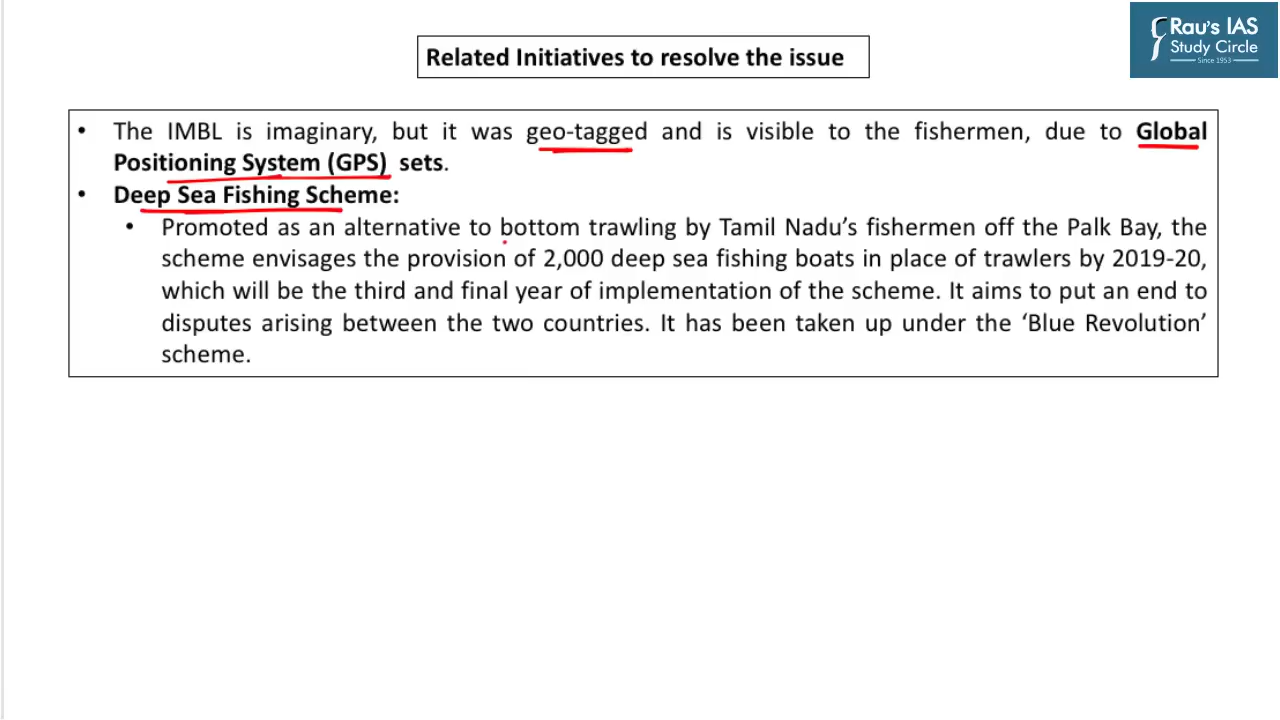 Rau's IAS
Study Circle
Since 1953
Related Initiatives to resolve the issue
• The IMBL is imaginary, but it was geo-tagged and is visible to the fishermen, due to Global
Positioning System (GPS) sets.
• Deep Sea Fishing Scheme:
• Promoted as an alternative to bottom trawling by Tamil Nadu’s fishermen off the Palk Bay, the
scheme envisages the provision of 2,000 deep sea fishing boats in place of trawlers by 2019-20,
which will be the third and final year of implementation of the scheme. It aims to put an end to
disputes arising between the two countries. It has been taken up under the ‘Blue Revolution’
scheme.